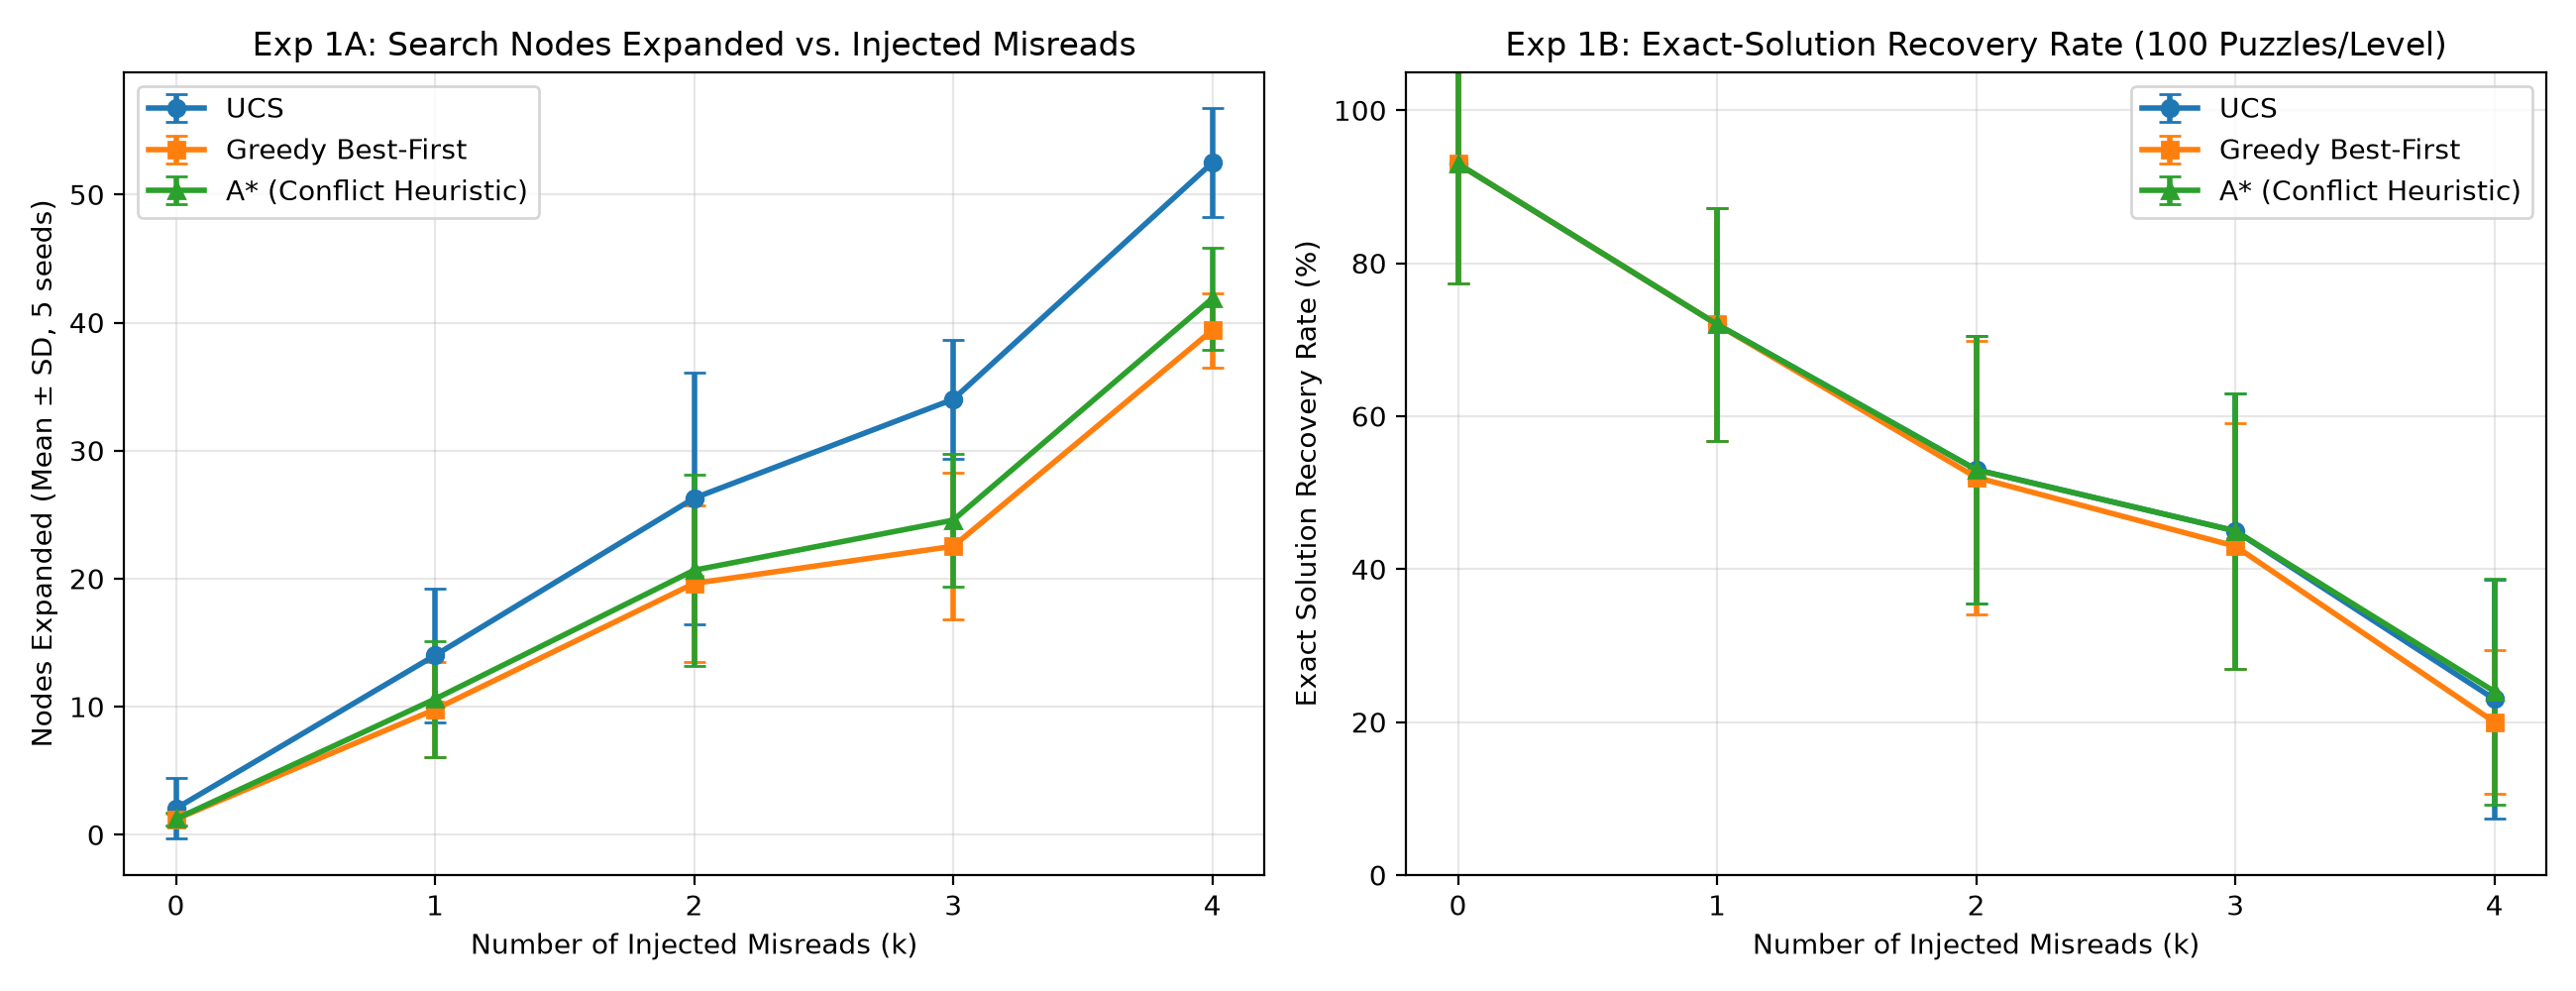 Exp 1A: Search Nodes Expanded vs. Injected Misreads
UCS
Greedy Best-First
A* (Conflict Heuristic)
Nodes Expanded (Mean ± SD, 5 seeds)
50
40
30
20
10
0
0 1 2 3 4
Number of Injected Misreads (k)
Exp 1B: Exact-Solution Recovery Rate (100 Puzzles/Level)
UCS
Greedy Best-First
A* (Conflict Heuristic)
Exact Solution Recovery Rate (%)
100
80
60
40
20
0
0 1 2 3 4
Number of Injected Misreads (k)